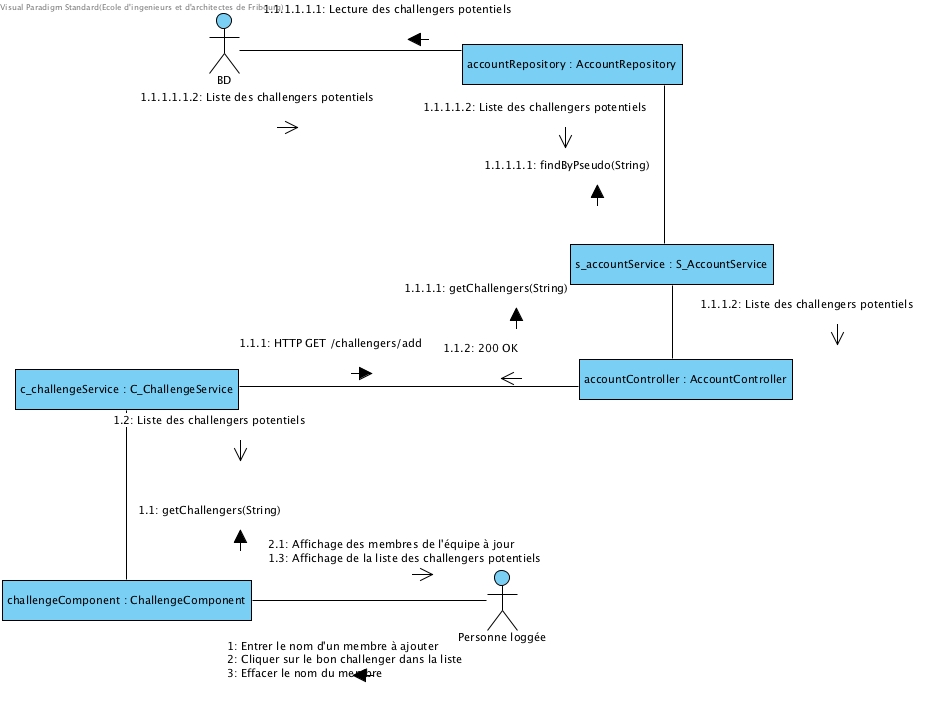 Visual Paradigm Standard(Ecole d'ingenieurs et d'architectes de Fribourg)
1.1.1.1.1.1: Lecture des challengers potentiels
accountRepository : AccountRepository
BD
1.1.1.1.1.2: Liste des challengers potentiels
1.1.1.1.2: Liste des challengers potentiels
1.1.1.1.1: findByPseudo(String)
s_accountService : S_AccountService
1.1.1.1: getChallengers(String)
1.1.1.2: Liste des challengers potentiels
1.1.1: HTTP GET /challengers/add
1.1.2: 200 OK
accountController : AccountController
c_challengeService : C_ChallengeService
1.2: Liste des challengers potentiels
1.1: getChallengers(String)
2.1: Affichage des membres de l'équipe à jour
1.3: Affichage de la liste des challengers potentiels
challengeComponent : ChallengeComponent
Personne loggée
1: Entrer le nom d'un membre à ajouter
2: Cliquer sur le bon challenger dans la liste
3: Effacer le nom du membre